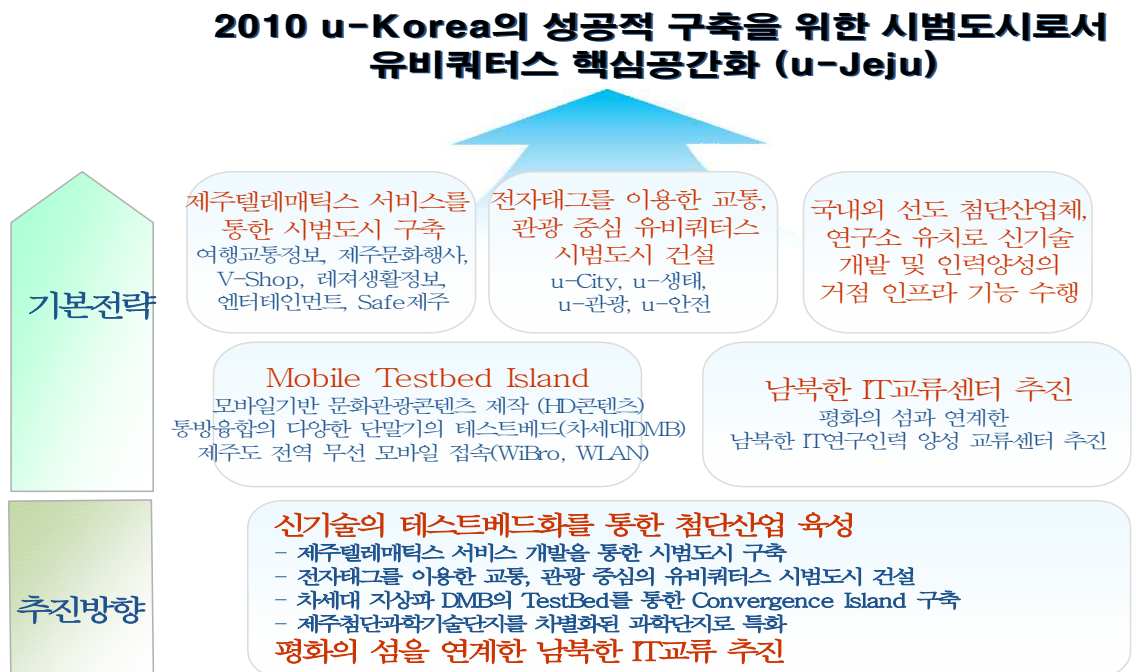 2010 u-Korea의 성공적 구축을 위한 시범도시로서
유비쿼터스 핵심공간화 (u-Jeju)
기본전략
제주텔레매틱스 서비스를
통한 시범도시 구축
여행교통정보, 제주문화행사,
V-Shop, 레져생활정보,
엔터테인먼트, Safe제주
전자태그를 이용한 교통,
관광 중심 유비쿼터스
시범도시 건설
u-City, u-생태,
u-관광, u-안전
국내외 선도 첨단산업체,
연구소 유치로 신기술
개발 및 인력양성의
거점 인프라 기능 수행
Mobile Testbed Island
모바일기반 문화관광콘텐츠 제작 (HD콘텐츠)
통방융합의 다양한 단말기의 테스트베드(차세대DMB)
제주도 전역 무선 모바일 접속(WiBro, WLAN)
남북한 IT교류센터 추진
평화의 섬과 연계한
남북한 IT연구인력 양성 교류센터 추진
추진방향
신기술의 테스트베드화를 통한 첨단산업 육성
- 제주텔레매틱스 서비스 개발을 통한 시범도시 구축
- 전자태그를 이용한 교통, 관광 중심의 유비쿼터스 시범도시 건설
- 차세대 지상파 DMB의 TestBed를 통한 Convergence Island 구축
- 제주첨단과학기술단지를 차별화된 과학단지로 특화
평화의 섬을 연계한 남북한 IT교류 추진